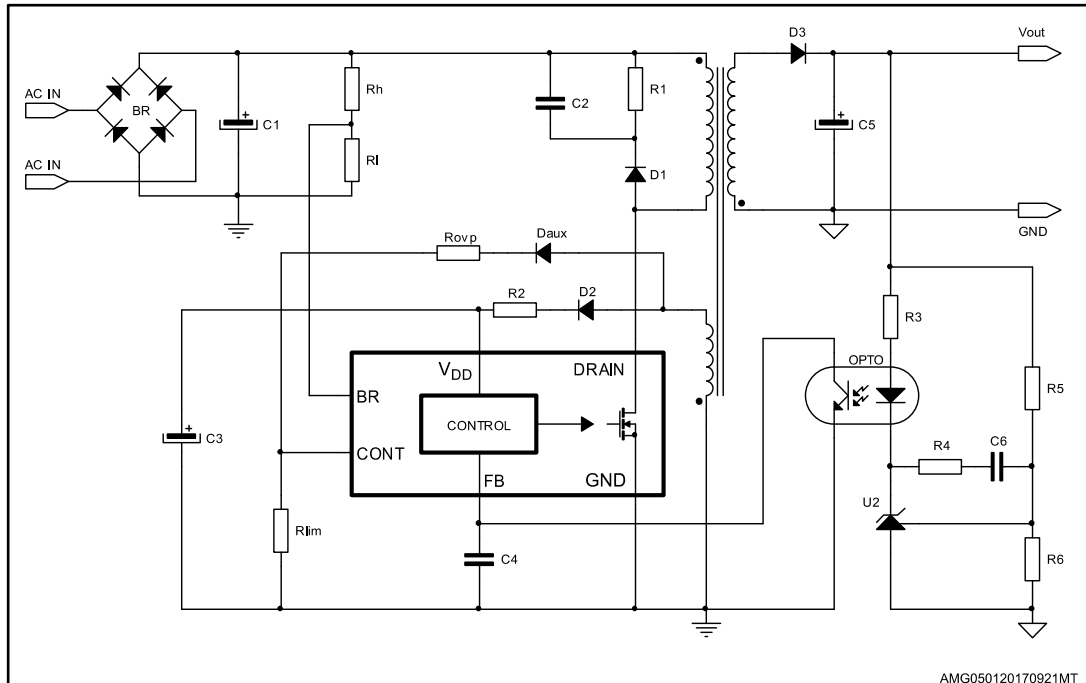 D3
Vout
AC IN
BR
C1
Rh
Rl
C2
R1
D1
C5
AC IN
GND
Rovp
Daux
R2
D2
R3
OPTO
VDD
DRAIN
BR
CONTROL
CONT
FB
GND
C3
R5
R4
C6
U2
Rlim
C4
R6
AMG050120170921MT